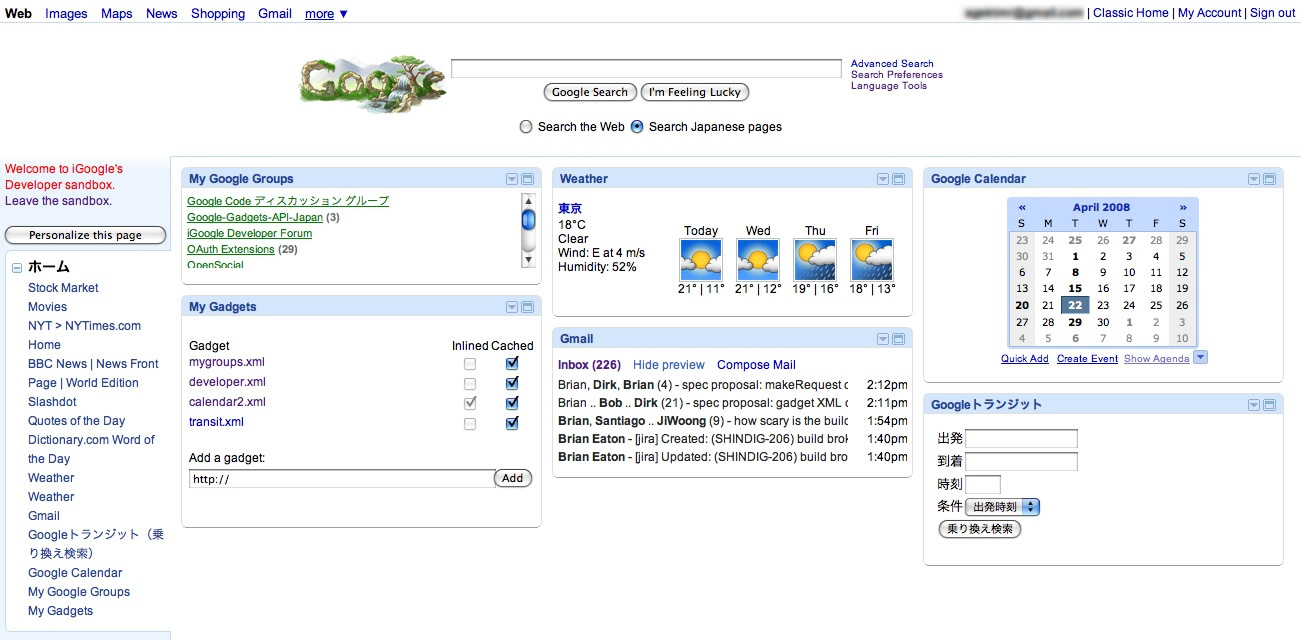 Web Images Maps News Shopping Gmail more ▼
| Classic Home | My Account | Sign out
Google
Advanced Search
Search Preferences
Language Tools
Google Search I'm Feeling Lucky
Search the Web Search Japanese pages
Welcome to iGoogle's
Developer sandbox.
Leave the sandbox.
Personalize this page
ホーム
Stock Market
Movies
NYT > NYTimes.com
Home
BBC News | News Front
Page | World Edition
Slashdot
Quotes of the Day
Dictionary.com Word of
the Day
Weather
Weather
Gmail
Googleトランジット（乗
り換え検索）
Google Calendar
My Google Groups
My Gadgets
My Google Groups
Google Code ディスカッション グループ
Google-Gadgets-API-Japan (3)
iGoogle Developer Forum
OAuth Extensions (29)
OpenSocial
My Gadgets
Gadget Inlined Cached
mygroups.xml
developer.xml
calendar2.xml
transit.xml
Add a gadget:
http:// Add
Weather
東京
18°C
Clear
Wind: E at 4 m/s
Humidity: 52%
Today Wed Thu Fri
21° | 11° 21° | 12° 19° | 16° 18° | 13°
Gmail
Inbox (226) Hide preview Compose Mail
Brian, Dirk, Brian (4) - spec proposal: makeRequest c 2:12pm
Brian .. Bob .. Dirk (21) - spec proposal: gadget XML c 2:11pm
Brian, Santiago .. JiWoong (9) - how scary is the builc 1:54pm
Brian Eaton - [jira] Created: (SHINDIG-206) build brok 1:40pm
Brian Eaton - [jira] Updated: (SHINDIG-206) build bro 1:40pm
Google Calendar
« April 2008 »
S M T W T F S
23 24 25 26 27 28 29
30 31 1 2 3 4 5
6 7 8 9 10 11 12
13 14 15 16 17 18 19
20 21 22 23 24 25 26
27 28 29 30 1 2 3
4 5 6 7 8 9 10
Quick Add Create Event Show Agenda
Googleトランジット
出発
到着
時刻
条件 出発時刻
乗り換え検索